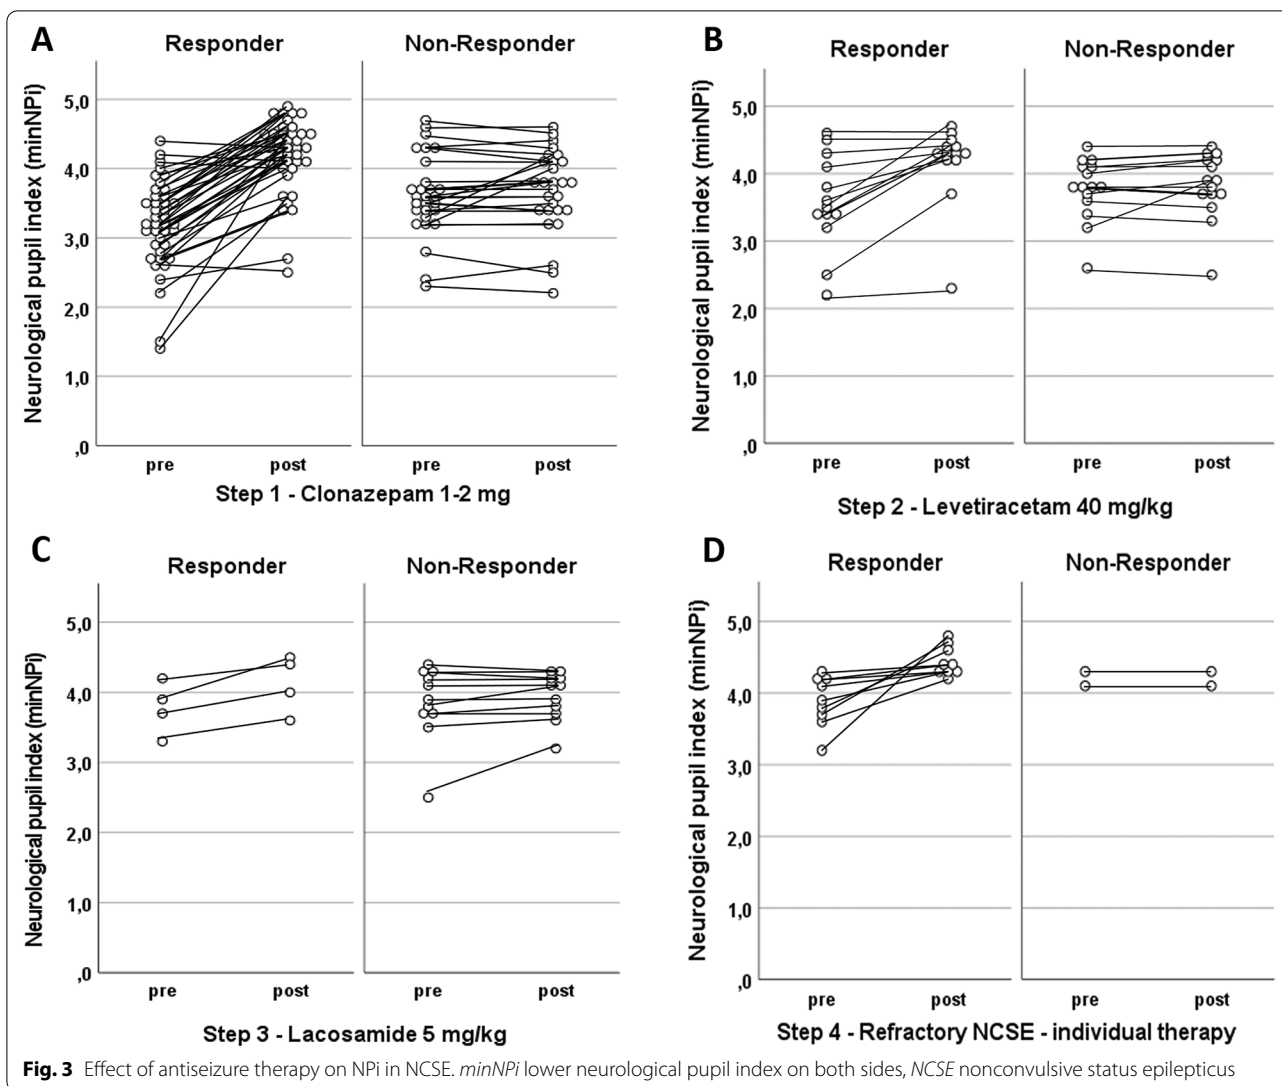 A
Responder
Non-Responder
Neurological pupil index (minNPi)
5,0
4,0
3,0
2,0
1,0
,0
pre
post
pre
post
Step 1 - Clonazepam 1-2 mg
B
Responder
Non-Responder
Neurological pupil index (minNPi)
5,0
4,0
3,0
2,0
1,0
,0
pre
post
pre
post
Step 2 - Levetiracetam 40 mg/kg
C
Responder
Non-Responder
Neurological pupil index (minNPi)
5,0
4,0
3,0
2,0
1,0
,0
pre
post
pre
post
Step 3 - Lacosamide 5 mg/kg
D
Responder
Non-Responder
Neurological pupil index (minNPi)
5,0
4,0
3,0
2,0
1,0
,0
pre
post
pre
post
Step 4 - Refractory NCSE - individual therapy
Fig. 3 Effect of antiseizure therapy on NPi in NCSE. minNPi lower neurological pupil index on both sides, NCSE nonconvulsive status epilepticus